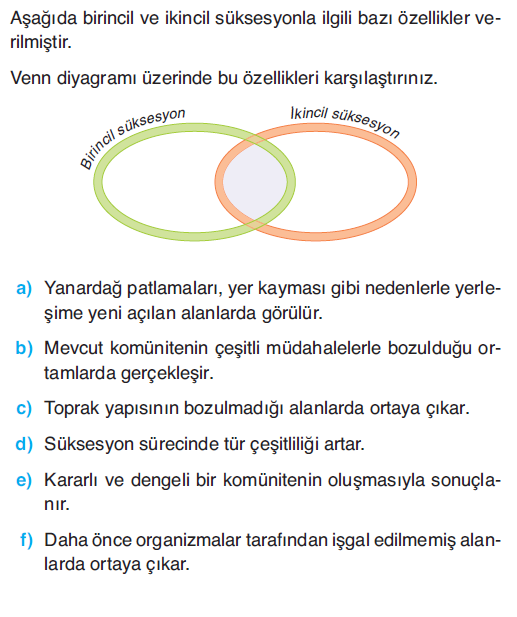 Aşağıda birincil ve ikincil süksesyonla ilgili bazı özellikler ve-
rilmiştir.
Venn diyagramı üzerinde bu özellikleri karşılaştırınız.
Birincil süksesyon
İkincil süksesyon
a) Yanardağ patlamaları, yer kayması gibi nedenlerle yerle-
şime yeni açılan alanlarda görülür.
b) Mevcut komünitenin çeşitli müdahalelerle bozulduğu or-
tamlarda gerçekleşir.
c) Toprak yapısının bozulmadığı alanlarda ortaya çıkar.
d) Süksesyon sürecinde tür çeşitliliği artar.
e) Kararlı ve dengeli bir komünitenin oluşmasıyla sonuçla-
nır.
f) Daha önce organizmalar tarafından işgal edilmemiş alan-
larda ortaya çıkar.